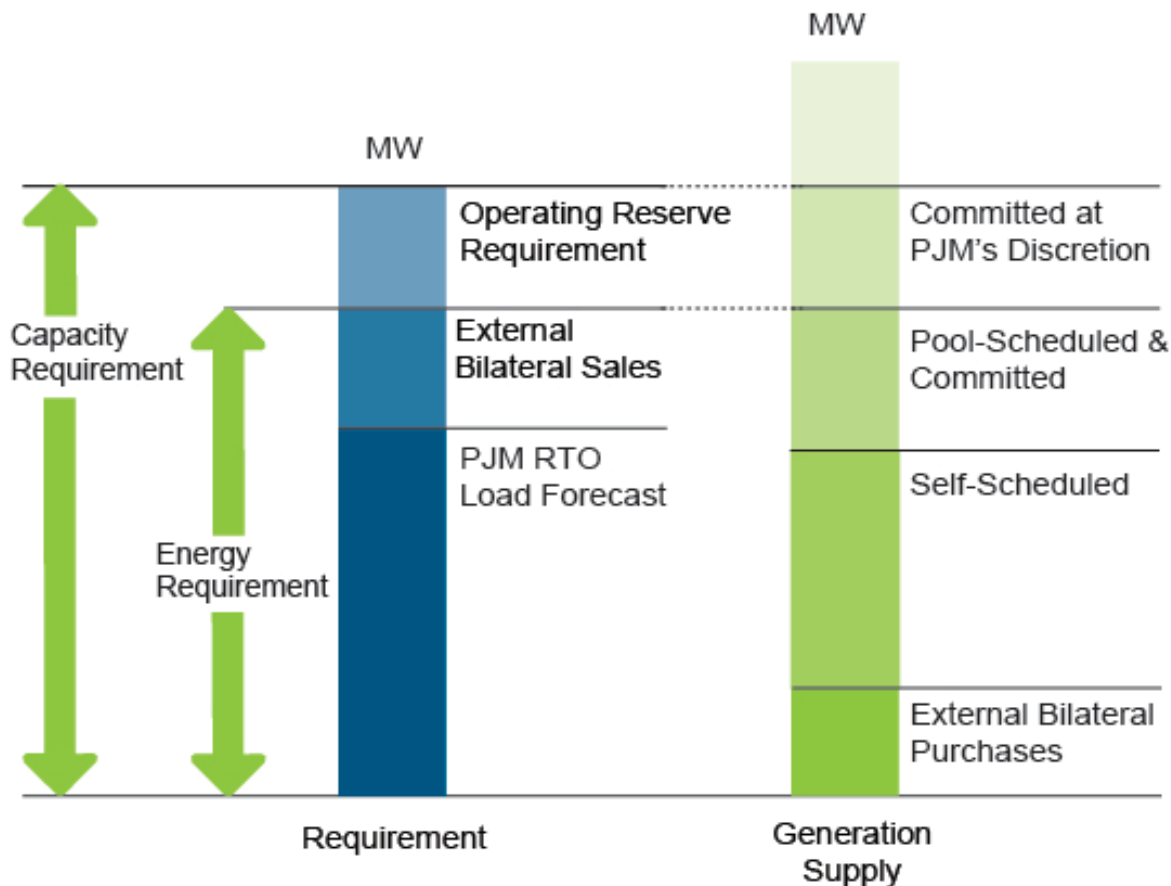 MW
MW
Operating Reserve
Requirement
Committed at
PJM's Discretion
Capacity
Requirement
External
Bilateral Sales
Pool-Scheduled &
Committed
PJM RTO
Load Forecast
Self-Scheduled
Energy
Requirement
External Bilateral
Purchases
Requirement
Generation
Supply